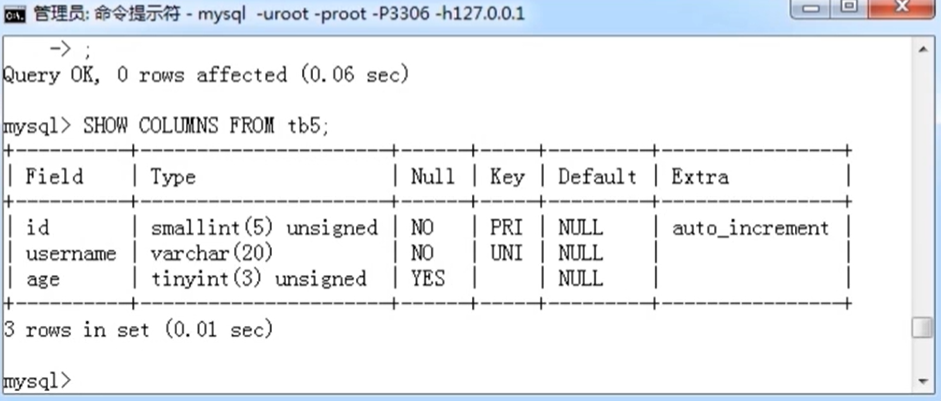 管理员: 命令提示符 - mysql  -uroot -proot -P3306 -h127.0.0.1
    -> ;
Query OK, 0 rows affected (0.06 sec)
mysql> SHOW COLUMNS FROM tb5;
+----------+----------------------+------+-----+---------+----------------+
| Field    | Type                 | Null | Key | Default | Extra          |
+----------+----------------------+------+-----+---------+----------------+
| id       | smallint(5) unsigned | NO   | PRI | NULL    | auto_increment |
| username | varchar(20)          | NO   | UNI | NULL    |                |
| age      | tinyint(3) unsigned  | YES  |     | NULL    |                |
+----------+----------------------+------+-----+---------+----------------+
3 rows in set (0.01 sec)
mysql>